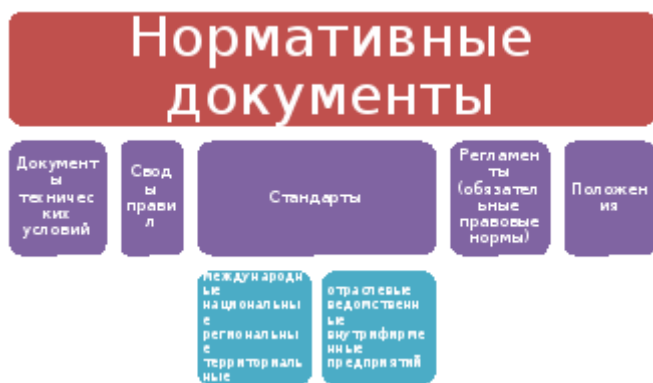 Нормативные
документы
Документ
ы
техничес
ких
условий
Свод
ы
прави
л
Стандарты
Регламен
ты
(обязател
ьные
правовые
нормы)
Положен
ия
международн
ые
национальны
е
региональны
е
территориаль
ные
отраслевые
ведомственн
ые
внутрифирме
нные
предприятий